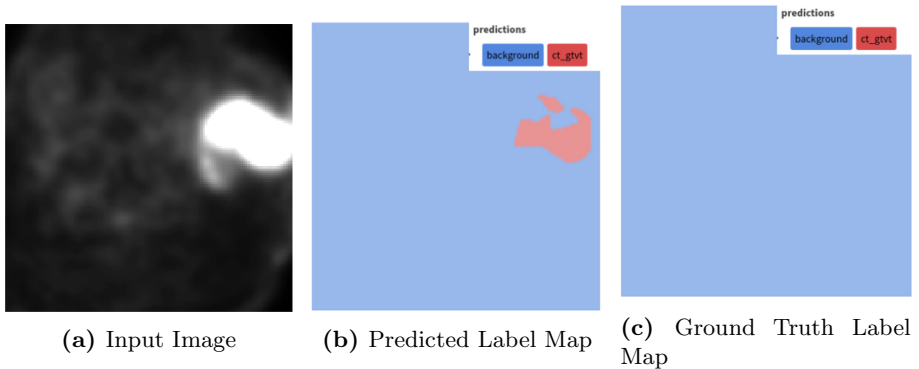 predictions
background ct_gtvt
predictions
background ct_gtvt
(a) Input Image
(b) Predicted Label Map
(c) Ground Truth Label
Map